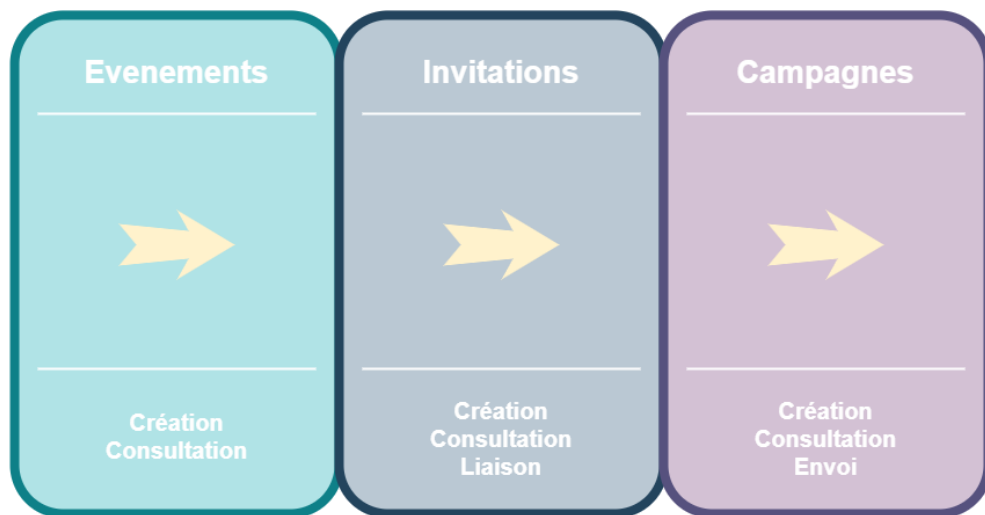 Evenements
Création
Consultation
Invitations
Création
Consultation
Liaison
Campagnes
Création
Consultation
Envoi